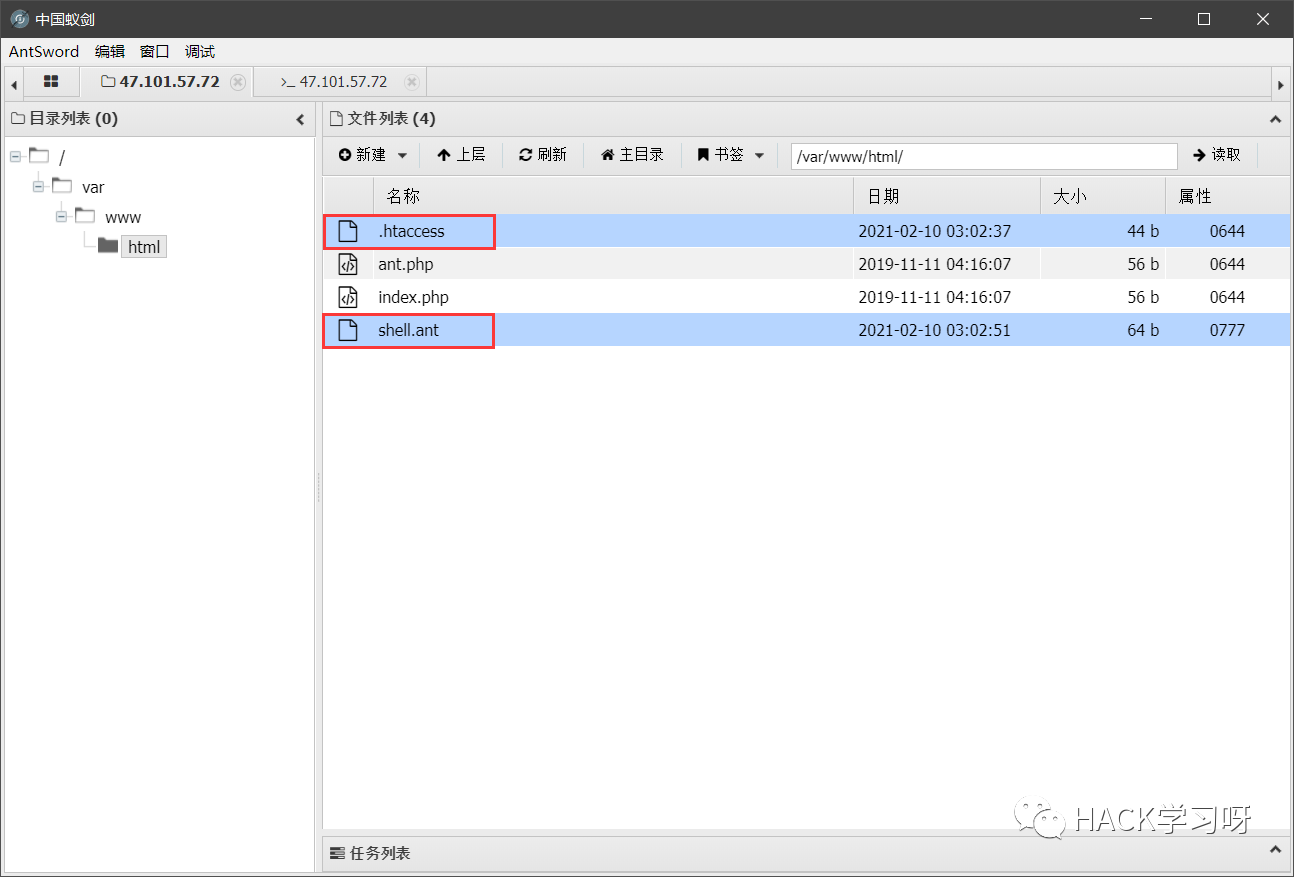 中国蚁剑
AntSword 编辑 窗口 调试
47.101.57.72 >_ 47.101.57.72
目录列表 (0)
/
var
www
html
文件列表 (4)
新建 上层 刷新 主目录 书签 /var/www/html/ 读取
名称 日期 大小 属性
.htaccess 2021-02-10 03:02:37 44 b 0644
ant.php 2019-11-11 04:16:07 56 b 0644
index.php 2019-11-11 04:16:07 56 b 0644
shell.ant 2021-02-10 03:02:51 64 b 0777
HACK学习呀
任务列表